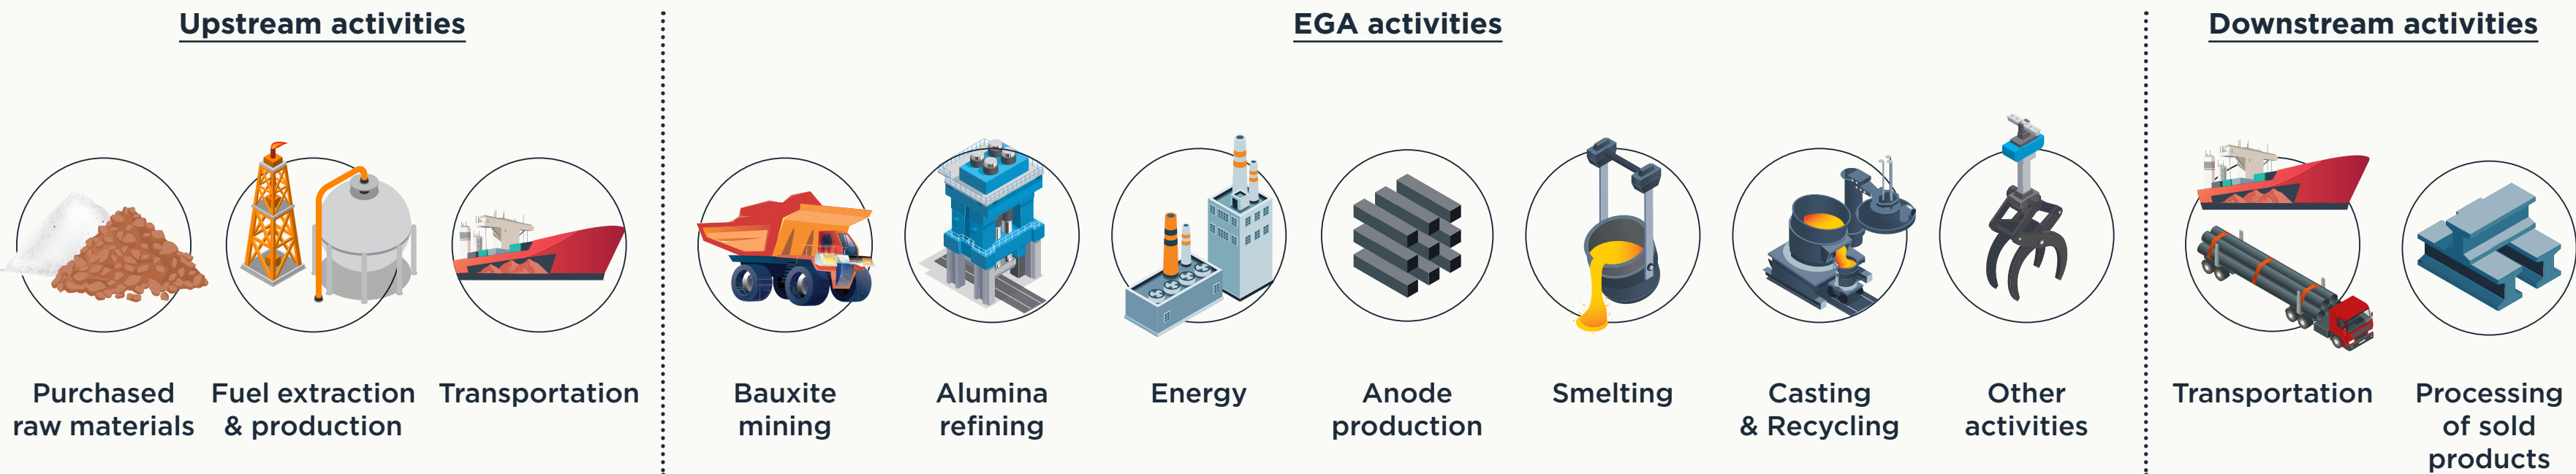 Upstream activities
Purchased
raw materials
Fuel extraction
& production
Transportation
EGA activities
Bauxite
mining
Alumina
refining
Energy
Anode
production
Smelting
Casting
& Recycling
Other
activities
Downstream activities
Transportation
Processing
of sold
products